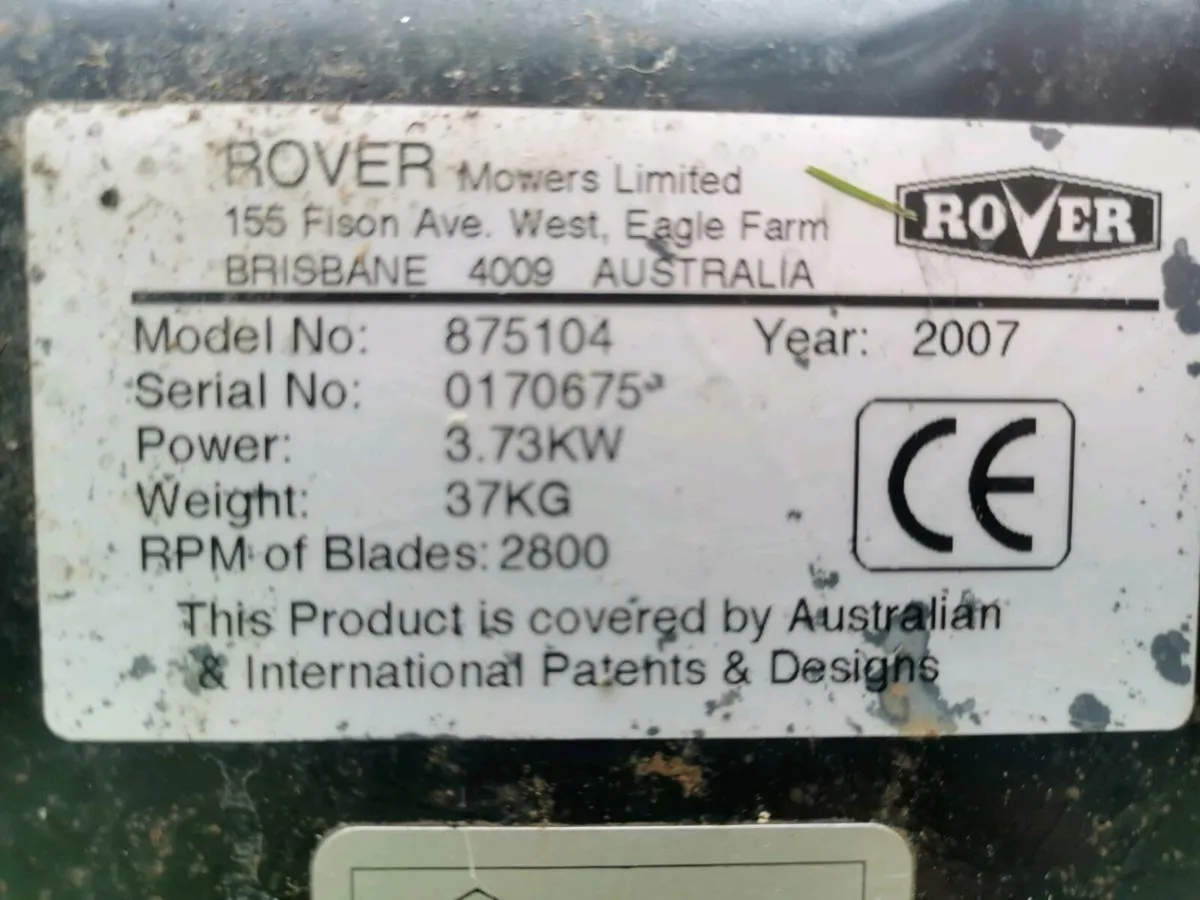 ROVER Mowers Limited
155 Fison Ave. West, Eagle Farm
BRISBANE 4009 AUSTRALIA
ROVER
Model No: 875104 Year: 2007
Serial No: 0170675
Power: 3.73KW
Weight: 37KG
RPM of Blades: 2800
CE
This Product is covered by Australian
& International Patents & Designs